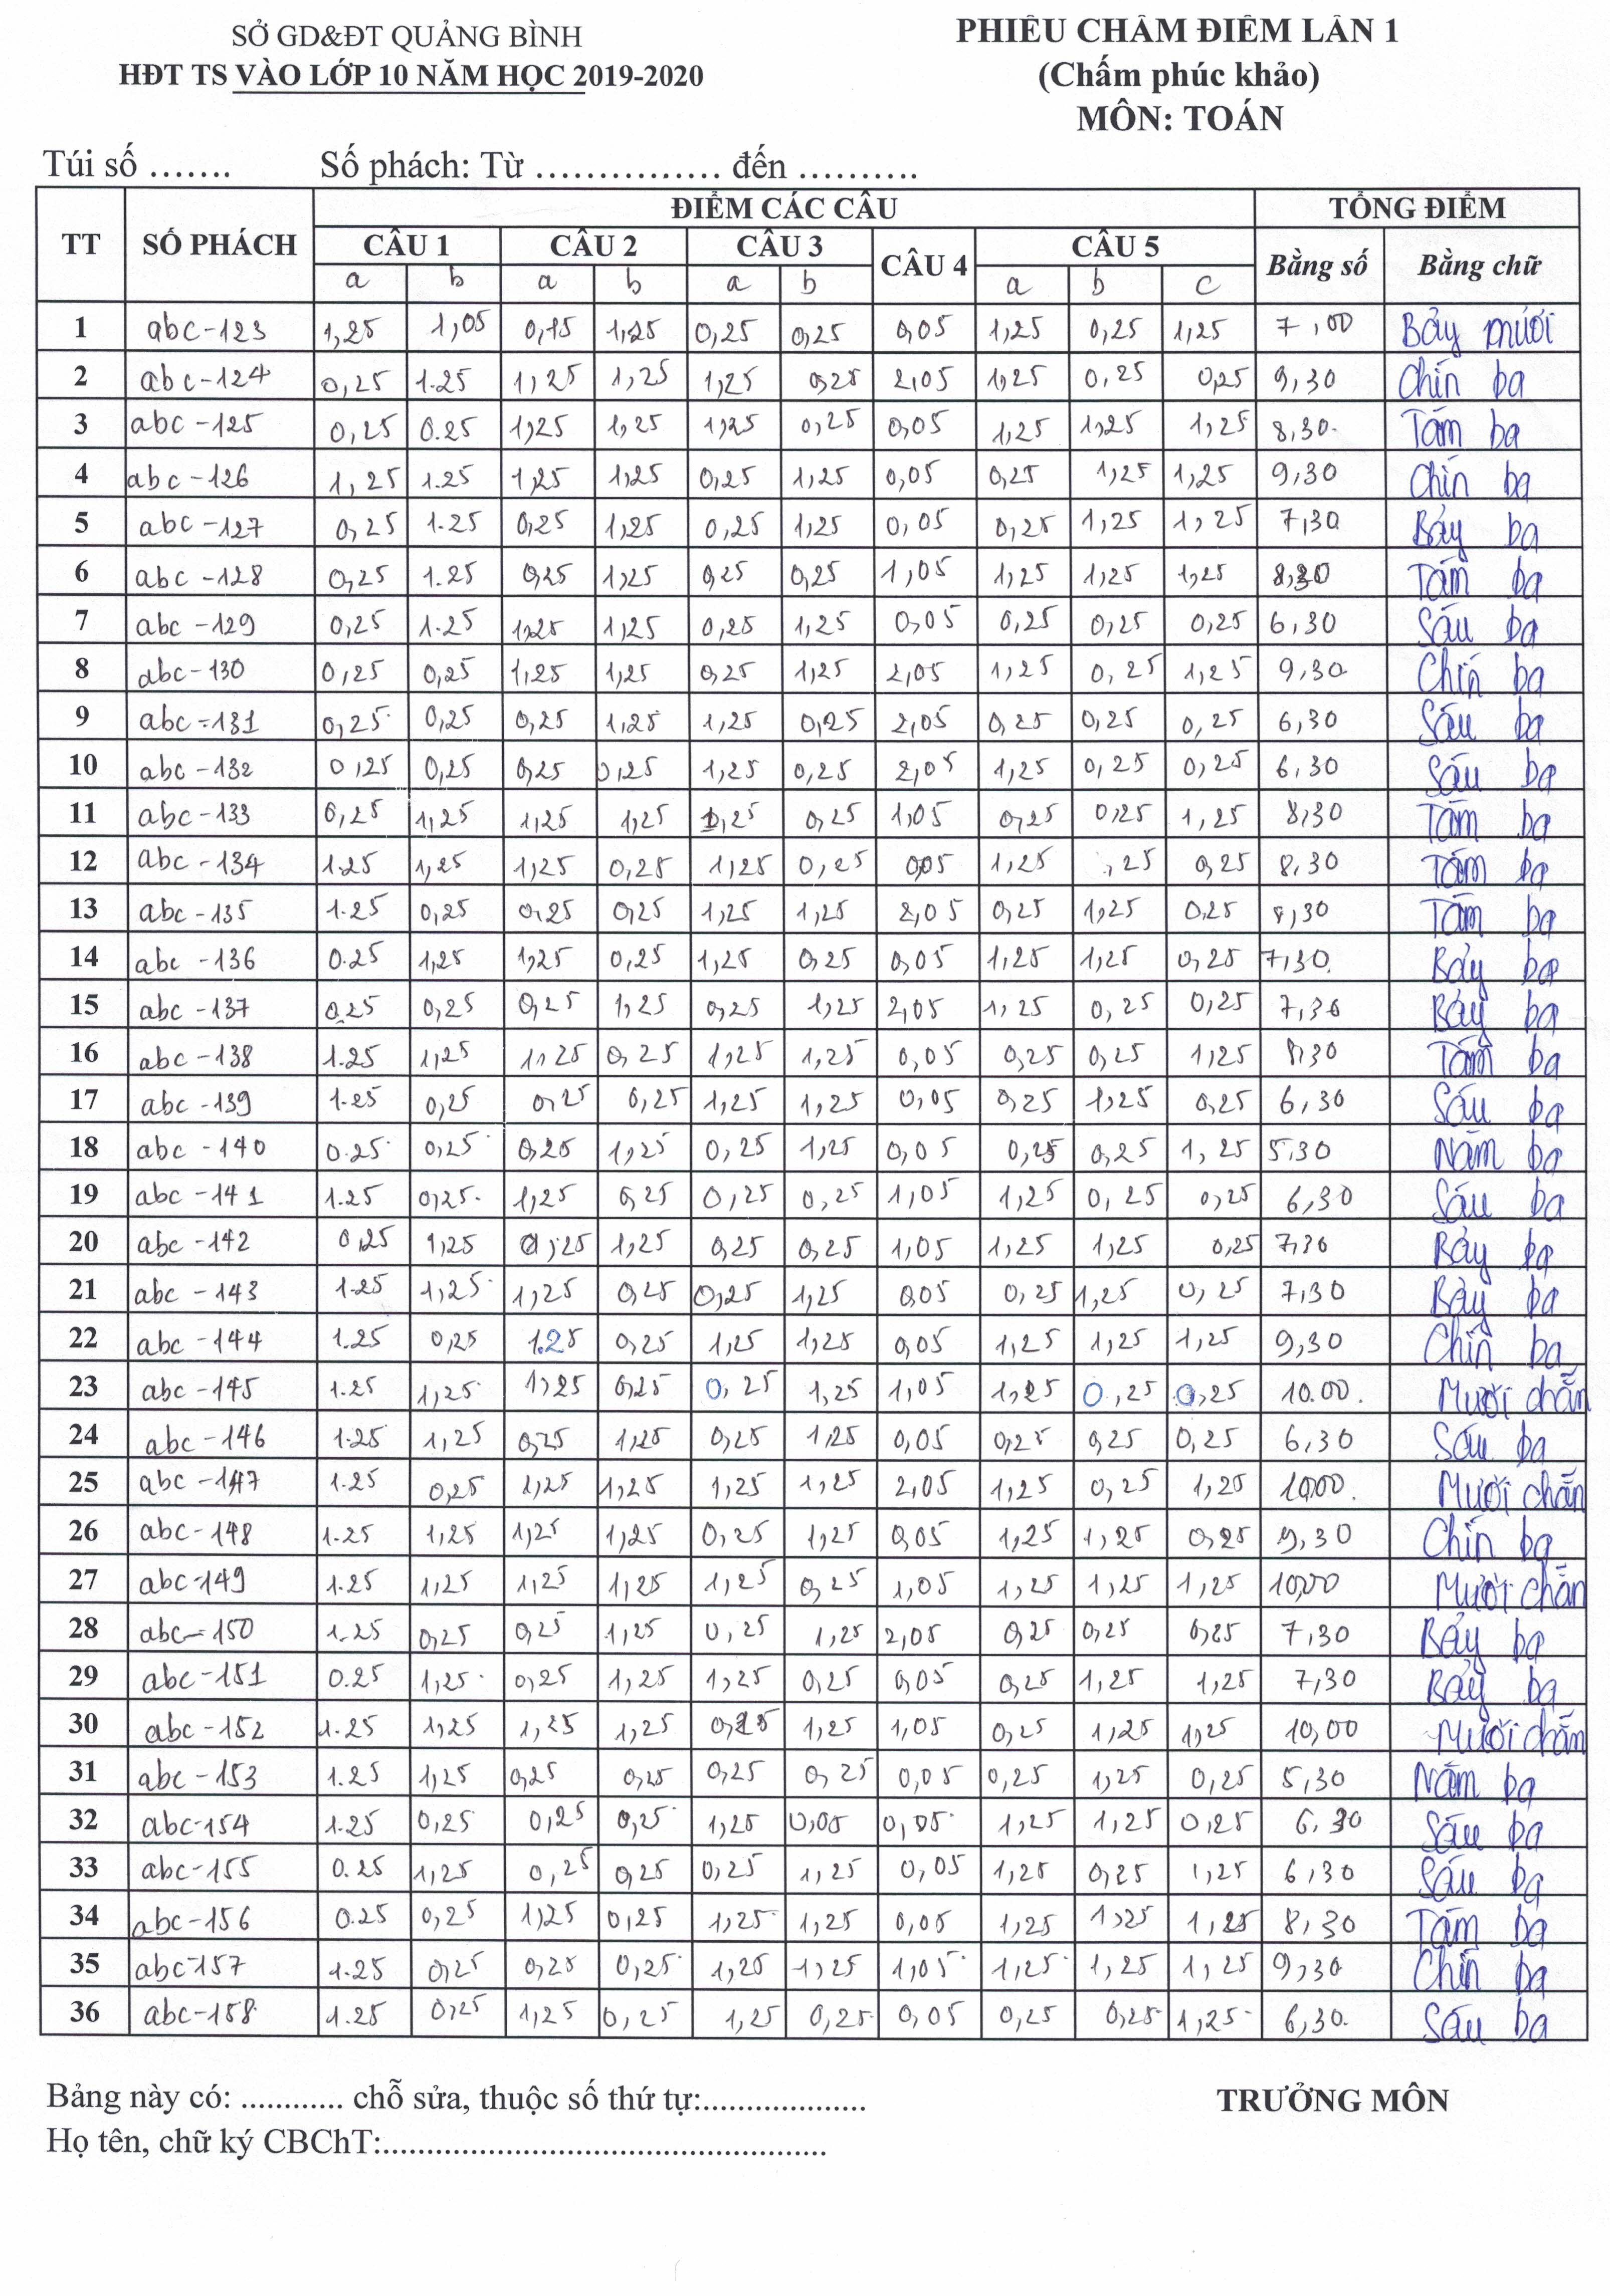 SỞ GD&ĐT QUẢNG BÌNH
HĐT TS VÀO LỚP 10 NĂM HỌC 2019-2020
PHIẾU CHẤM ĐIỂM LẦN 1
(Chấm phúc khảo)
MÔN: TOÁN
Túi số ....... Số phách: Từ ................ đến ..........
TT SỐ PHÁCH ĐIỂM CÁC CÂU TỔNG ĐIỂM
CÂU 1 CÂU 2 CÂU 3 CÂU 4 CÂU 5 Bằng số Bằng chữ
a b a b a b a b c
1 abc-123 1,25 1,05 0,15 1,25 0,25 0,25 0,05 1,25 0,25 1,25 7,00 Bảy mươi
2 abc-124 0,25 1.25 1,25 1,25 1,25 0,25 2,05 1,25 0,25 0,25 9,30 Chín ba
3 abc-125 0,25 0.25 1,25 1,25 1,25 0,25 0,05 1,25 1,25 1,25 8,30. Tám ba
4 abc-126 1,25 1.25 1,25 1,25 0,25 1,25 0,05 0,25 1,25 1,25 9,30 Chín ba
5 abc-127 0,25 1.25 0,25 1,25 0,25 1,25 0,05 0,25 1,25 1,25 7,30 Bảy ba
6 abc-128 0,25 1.25 0,25 1,25 0,25 0,25 1,05 1,25 1,25 1,25 8,30 Tám ba
7 abc-129 0,25 1.25 1,25 1,25 0,25 1,25 0,05 0,25 0,25 0,25 6,30 Sáu ba
8 abc-130 0,25 0,25 1,25 1,25 0,25 1,25 2,05 1,25 0,25 1,25 9,30 Chín ba
9 abc-131 0,25 0,25 0,25 1,25 1,25 0,25 2,05 0,25 0,25 0,25 6,30 Sáu ba
10 abc-132 0,25 0,25 0,25 0,25 1,25 0,25 2,05 1,25 0,25 0,25 6,30 Sáu ba
11 abc-133 0,25 1,25 1,25 1,25 1,25 0,25 1,05 0,25 0,25 1,25 8,30 Tám ba
12 abc-134 1.25 1,25 1,25 0,25 1,25 0,25 0,05 1,25 ,25 0,25 8,30 Tám ba
13 abc-135 1.25 0,25 0,25 0,25 1,25 1,25 2,05 0,25 1,25 0,25 8,30 Tám ba
14 abc-136 0.25 1,25 1,25 0,25 1,25 0,25 0,05 1,25 1,25 0,25 7,30. Bảy ba
15 abc-137 0,25 0,25 0,25 1,25 0,25 1,25 2,05 1,25 0,25 0,25 7,30 Bảy ba
16 abc-138 1.25 1,25 1,25 0,25 1,25 1,25 0,05 0,25 0,25 1,25 8,30 Tám ba
17 abc-139 1.25 0,25 0,25 0,25 1,25 1,25 0,05 0,25 1,25 0,25 6,30 Sáu ba
18 abc-140 0.25 0,25 0,25 1,25 0,25 1,25 0,05 0,25 0,25 1,25 5.30 Năm ba
19 abc-141 1.25 0,25. 1,25 0,25 0,25 0,25 1,05 1,25 0,25 0,25 6,30 Sáu ba
20 abc-142 0,25 1,25 0,25 1,25 0,25 0,25 1,05 1,25 1,25 0,25 7,30 Bảy ba
21 abc-143 1.25 1,25 1,25 0,25 0,25 1,25 0,05 0,25 1,25 0,25 7,30 Bảy ba
22 abc-144 1.25 0,25 1.25 0,25 1,25 1,25 0,05 1,25 1,25 1,25 9,30 Chín ba
23 abc-145 1.25 1,25 1,25 0,25 0,25 1,25 1,05 1,25 0,25 0,25 10.00. Mười chẵn
24 abc-146 1.25 1,25 0,25 1,25 0,25 1,25 0,05 0,25 0,25 0,25 6,30 Sáu ba
25 abc-147 1.25 0,25 1,25 1,25 1,25 1,25 2,05 1,25 0,25 1,25 10,00. Mười chẵn
26 abc-148 1.25 1,25 1,25 1,25 0,25 1,25 0,05 1,25 1,25 0,25 9,30 Chín ba
27 abc-149 1.25 1,25 1,25 1,25 1,25 0,25 1,05 1,25 1,25 1,25 10,00 Mười chẵn
28 abc-150 1.25 0,25 0,25 1,25 0,25 1,25 2,05 0,25 0,25 0,25 7,30 Bảy ba
29 abc-151 0.25 1,25 0,25 1,25 1,25 0,25 0,05 0,25 1,25 1,25 7,30 Bảy ba
30 abc-152 1.25 1,25 1,25 1,25 0,25 1,25 1,05 0,25 1,25 1,25 10,00 Mười chẵn
31 abc-153 1.25 1,25 0,25 0,25 0,25 0,25 0,05 0,25 1,25 0,25 5,30 Năm ba
32 abc-154 1.25 0,25 0,25 0,25 1,25 0,05 0,05 1,25 1,25 0,25 6,30 Sáu ba
33 abc-155 0.25 1,25 0,25 0,25 0,25 1,25 0,05 1,25 0,25 1,25 6,30 Sáu ba
34 abc-156 0.25 0,25 1,25 0,25 1,25 1,25 0,05 1,25 1,25 1,25 8,30 Tám ba
35 abc-157 1.25 0,25 0,25 0,25 1,25 1,25 1,05 1,25 1,25 1,25 9,30 Chín ba
36 abc-158 1.25 0,25 1,25 0,25 1,25 0,25 0,05 0,25 0,25 1,25 6,30. Sáu ba
Bảng này có: ............ chỗ sửa, thuộc số thứ tự:................... TRƯỞNG MÔN
Họ tên, chữ ký CBChT:....................................................